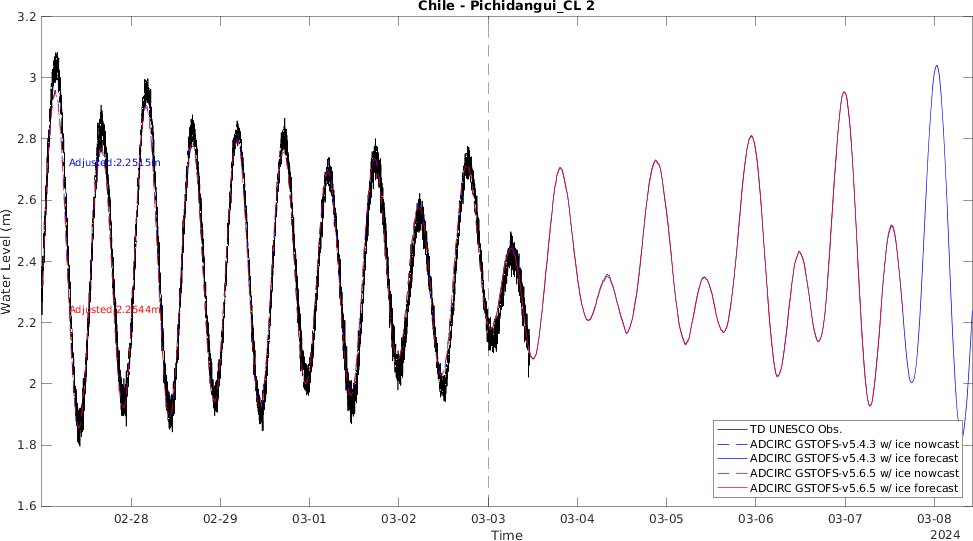 Chile - Pichidangui_CL 2
3.2
3
2.8
2.6
2.4
2.2
2
1.8
1.6
Water Level (m)
Adjusted:2.2515m
Adjusted:2.2644m
TD UNESCO Obs.
ADCIRC GSTOFS-v5.4.3 w/ ice nowcast
ADCIRC GSTOFS-v5.4.3 w/ ice forecast
ADCIRC GSTOFS-v5.6.5 w/ ice nowcast
ADCIRC GSTOFS-v5.6.5 w/ ice forecast
02-28 02-29 03-01 03-02 03-03 03-04 03-05 03-06 03-07 03-08
Time
2024